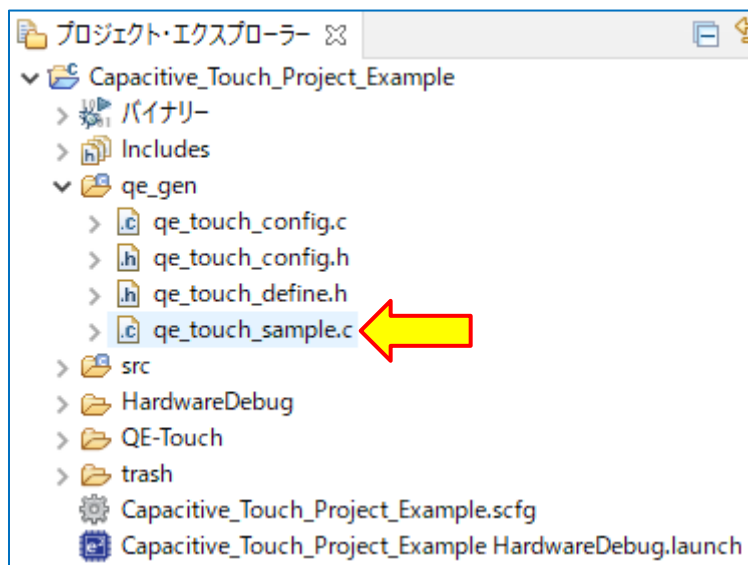 プロジェクト・エクスプローラー
Capacitive_Touch_Project_Example
バイナリー
Includes
qe_gen
qe_touch_config.c
qe_touch_config.h
qe_touch_define.h
qe_touch_sample.c
src
HardwareDebug
QE-Touch
trash
Capacitive_Touch_Project_Example.scfg
Capacitive_Touch_Project_Example HardwareDebug.launch